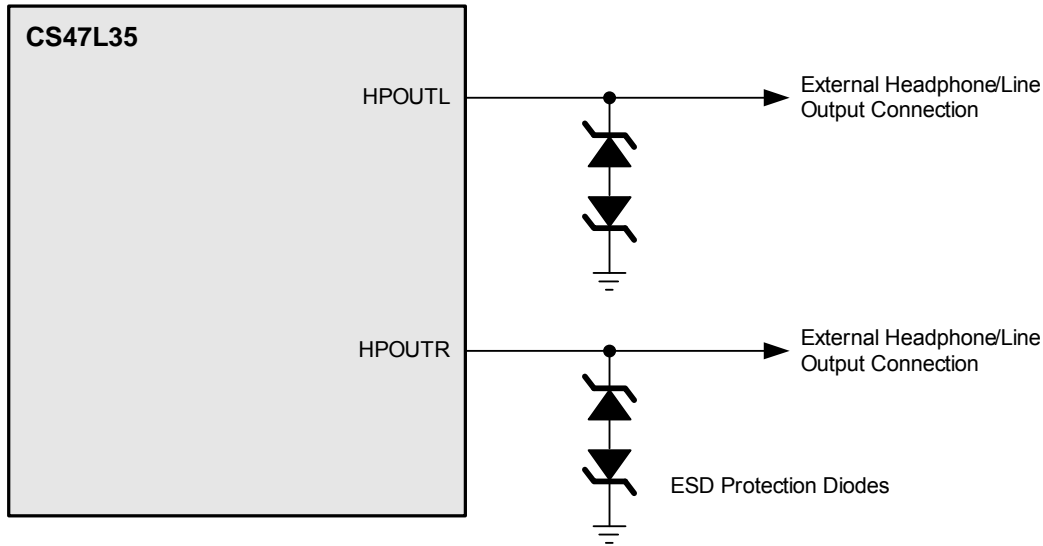 CS47L35
HPOUTL
External Headphone/Line
Output Connection
HPOUTR
External Headphone/Line
Output Connection
ESD Protection Diodes